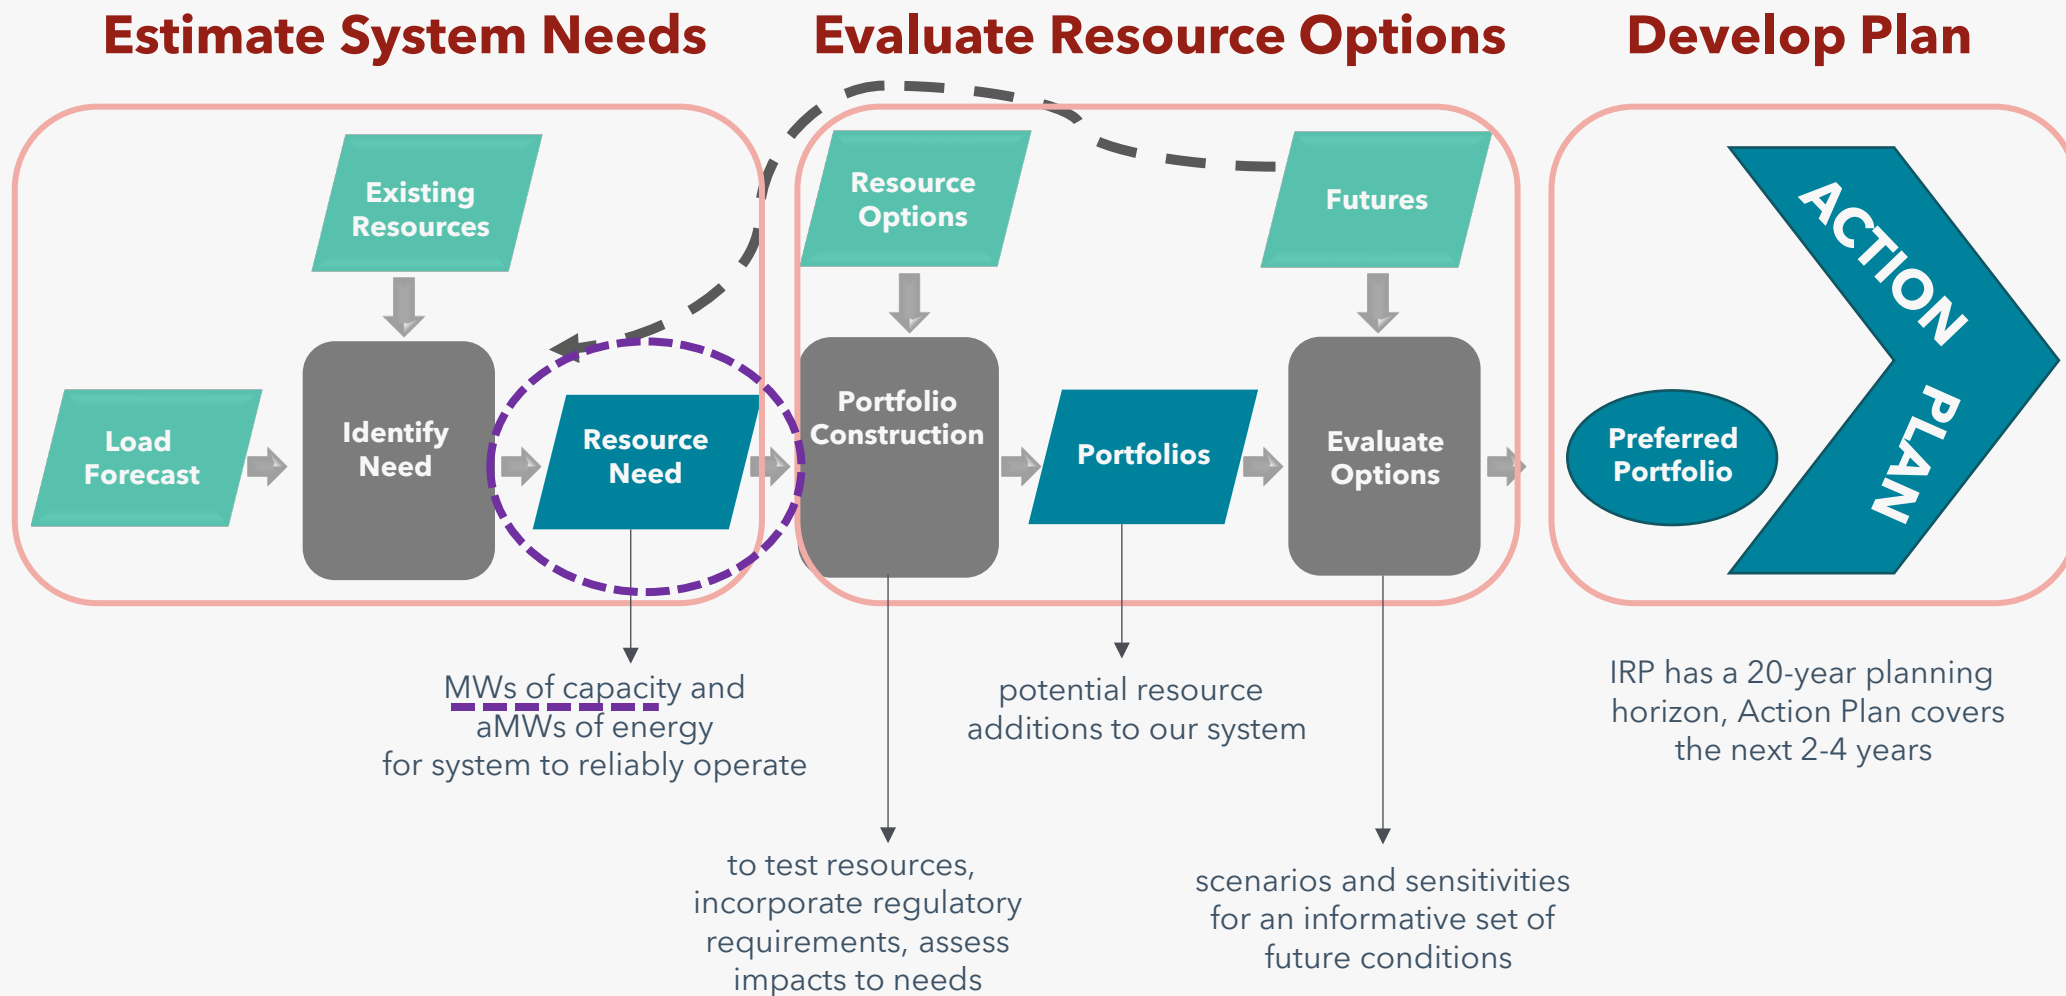 Estimate System Needs
Evaluate Resource Options
Develop Plan
Existing
Resources
Load
Forecast
Identify
Need
Resource
Need
Resource
Options
Futures
Portfolio
Construction
Portfolios
Evaluate
Options
Preferred
Portfolio
ACTION
PLAN
MWs of capacity and
aMWs of energy
for system to reliably operate
potential resource
additions to our system
IRP has a 20-year planning
horizon, Action Plan covers
the next 2-4 years
to test resources,
incorporate regulatory
requirements, assess
impacts to needs
scenarios and sensitivities
for an informative set of
future conditions